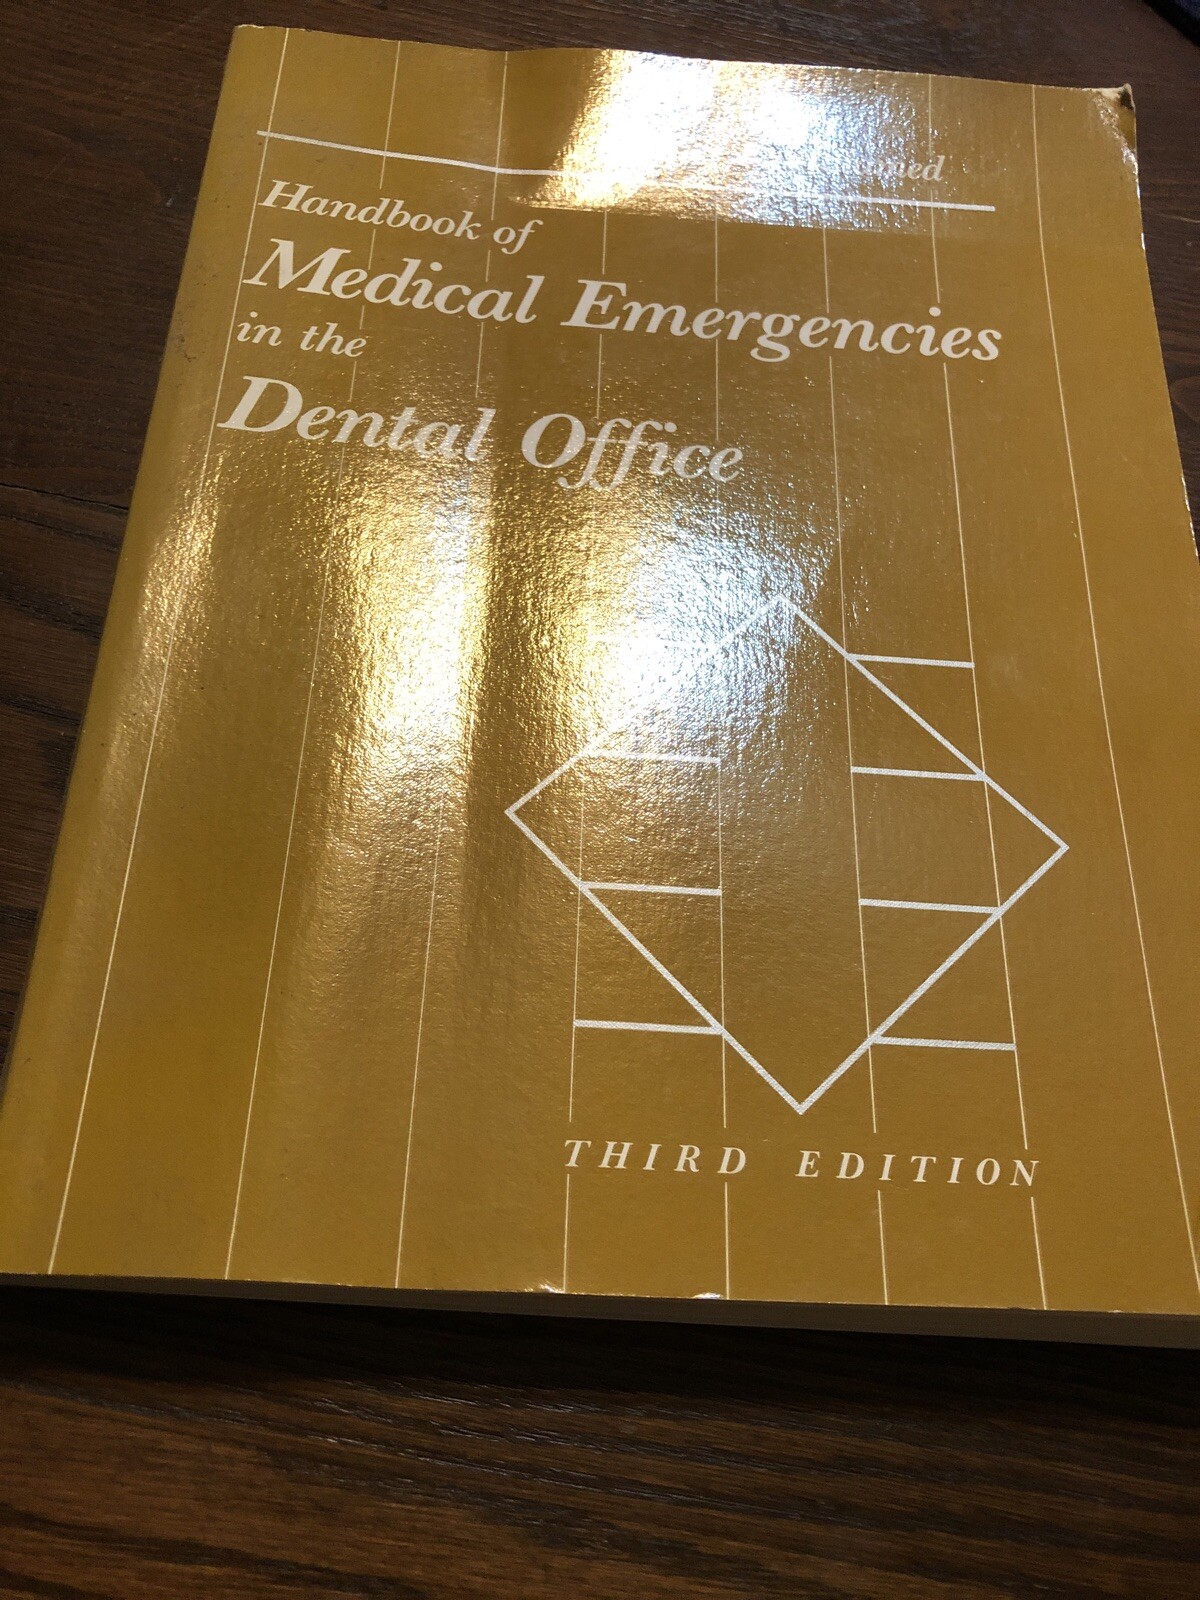 Handbook of
Medical Emergencies
in the
Dental Office
THIRD EDITION